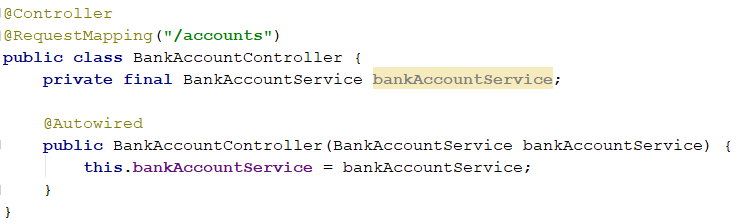 @Controller
@RequestMapping("/accounts")
public class BankAccountController {
    private final BankAccountService bankAccountService;

    @Autowired
    public BankAccountController(BankAccountService bankAccountService) {
        this.bankAccountService = bankAccountService;
    }
}